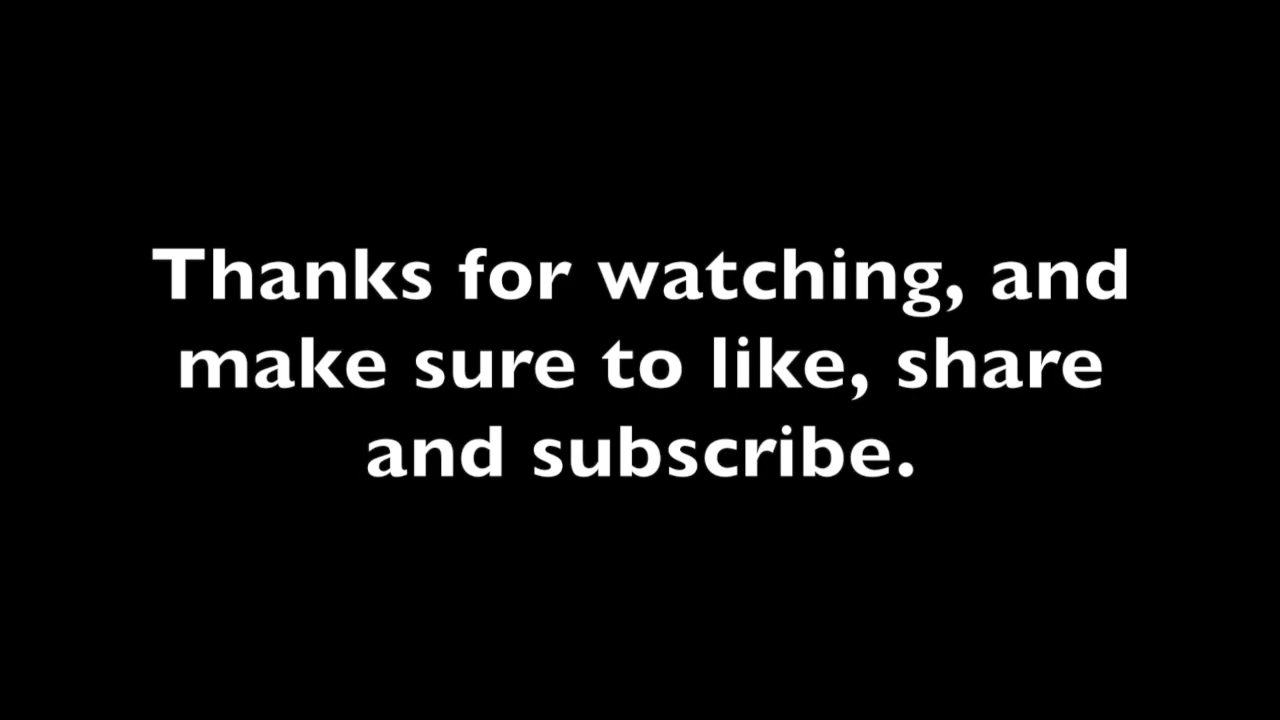 Thanks for watching, and
make sure to like, share
and subscribe.